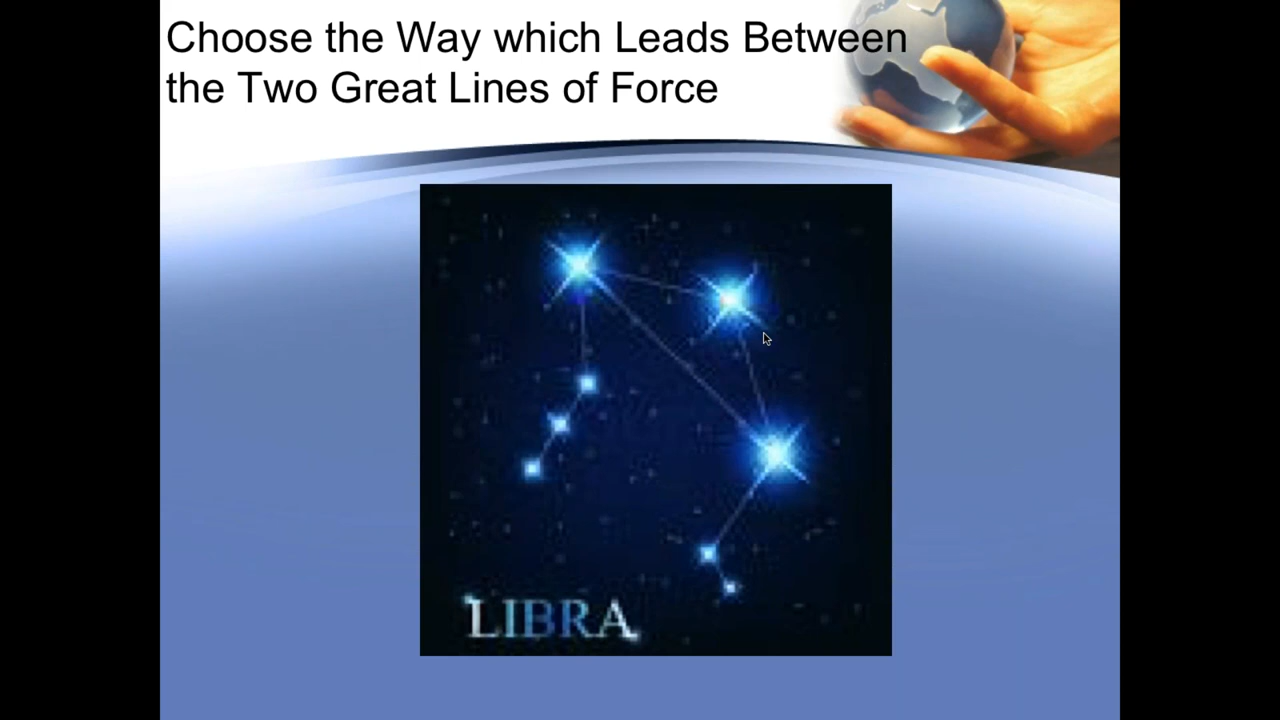 Choose the Way which Leads Between
the Two Great Lines of Force
LIBRA